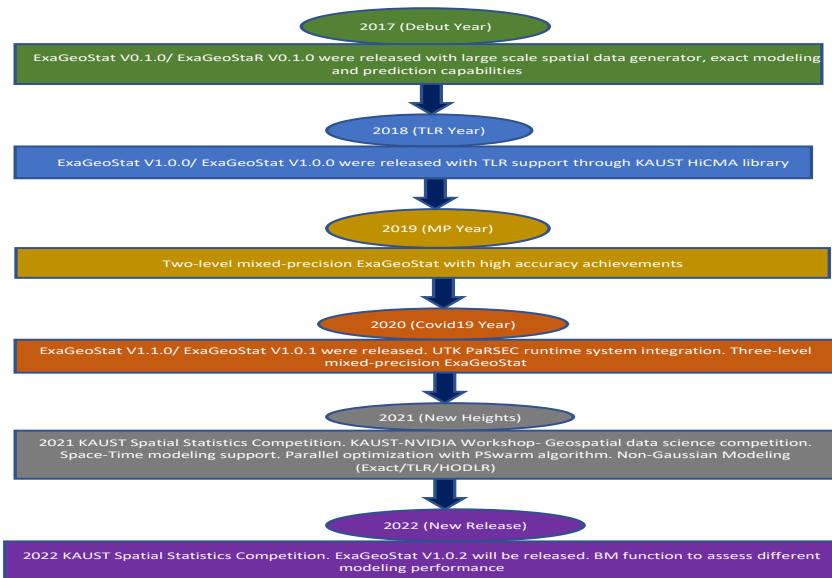 2017 (Debut Year)
ExaGeoStat V0.1.0/ ExaGeoStaR V0.1.0 were released with large scale spatial data generator, exact modeling
and prediction capabilities
2018 (TLR Year)
ExaGeoStat V1.0.0/ ExaGeoStat V1.0.0 were released with TLR support through KAUST HiCMA library
2019 (MP Year)
Two-level mixed-precision ExaGeoStat with high accuracy achievements
2020 (Covid19 Year)
ExaGeoStat V1.1.0/ ExaGeoStat V1.0.1 were released. UTK PaRSEC runtime system integration. Three-level
mixed-precision ExaGeoStat
2021 (New Heights)
2021 KAUST Spatial Statistics Competition. KAUST-NVIDIA Workshop- Geospatial data science competition.
Space-Time modeling support. Parallel optimization with PSwarm algorithm. Non-Gaussian Modeling
(Exact/TLR/HODLR)
2022 (New Release)
2022 KAUST Spatial Statistics Competition. ExaGeoStat V1.0.2 will be released. BM function to assess different
modeling performance